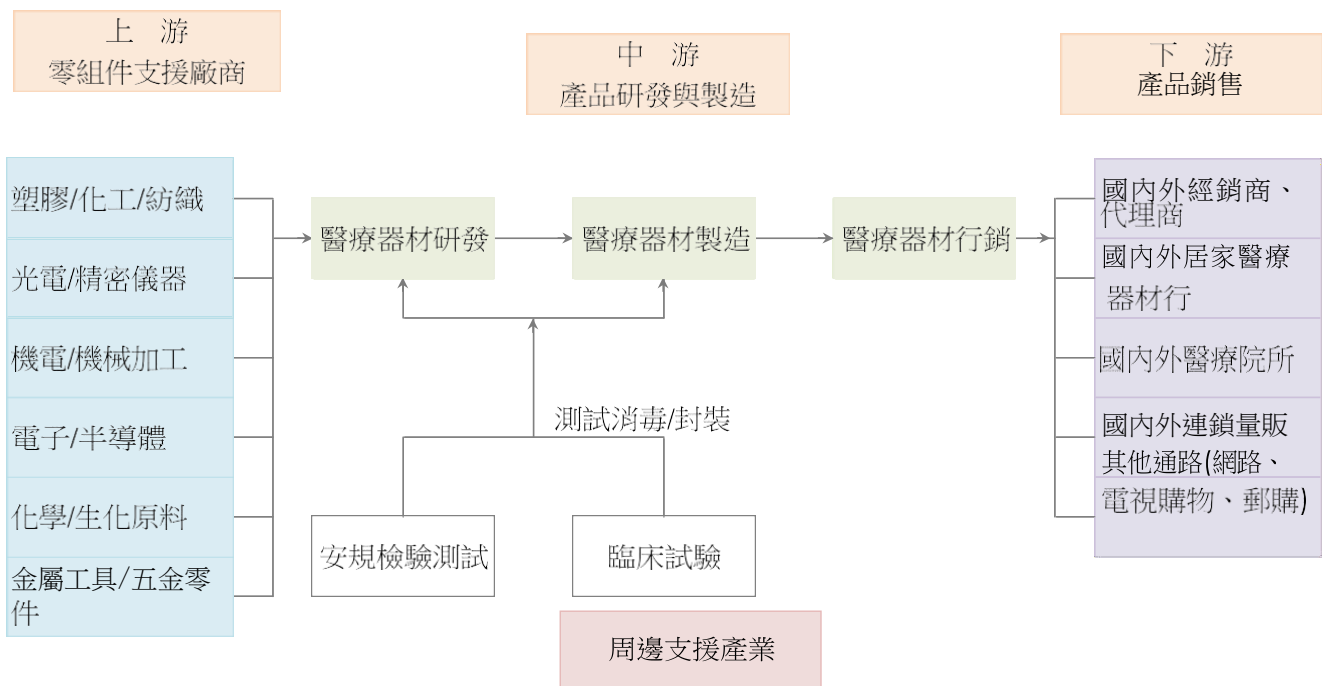 上 游
零組件支援廠商
中 游
產品研發與製造
下 游
產品銷售
塑膠/化工/紡織
光電/精密儀器
機電/機械加工
電子/半導體
化學/生化原料
金屬工具/五金零
件
醫療器材研發
醫療器材製造
醫療器材行銷
測試消毒/封裝
安規檢驗測試
臨床試驗
周邊支援產業
國內外經銷商、
代理商
國內外居家醫療
器材行
國內外醫療院所
國內外連鎖量販
其他通路(網路、
電視購物、郵購)